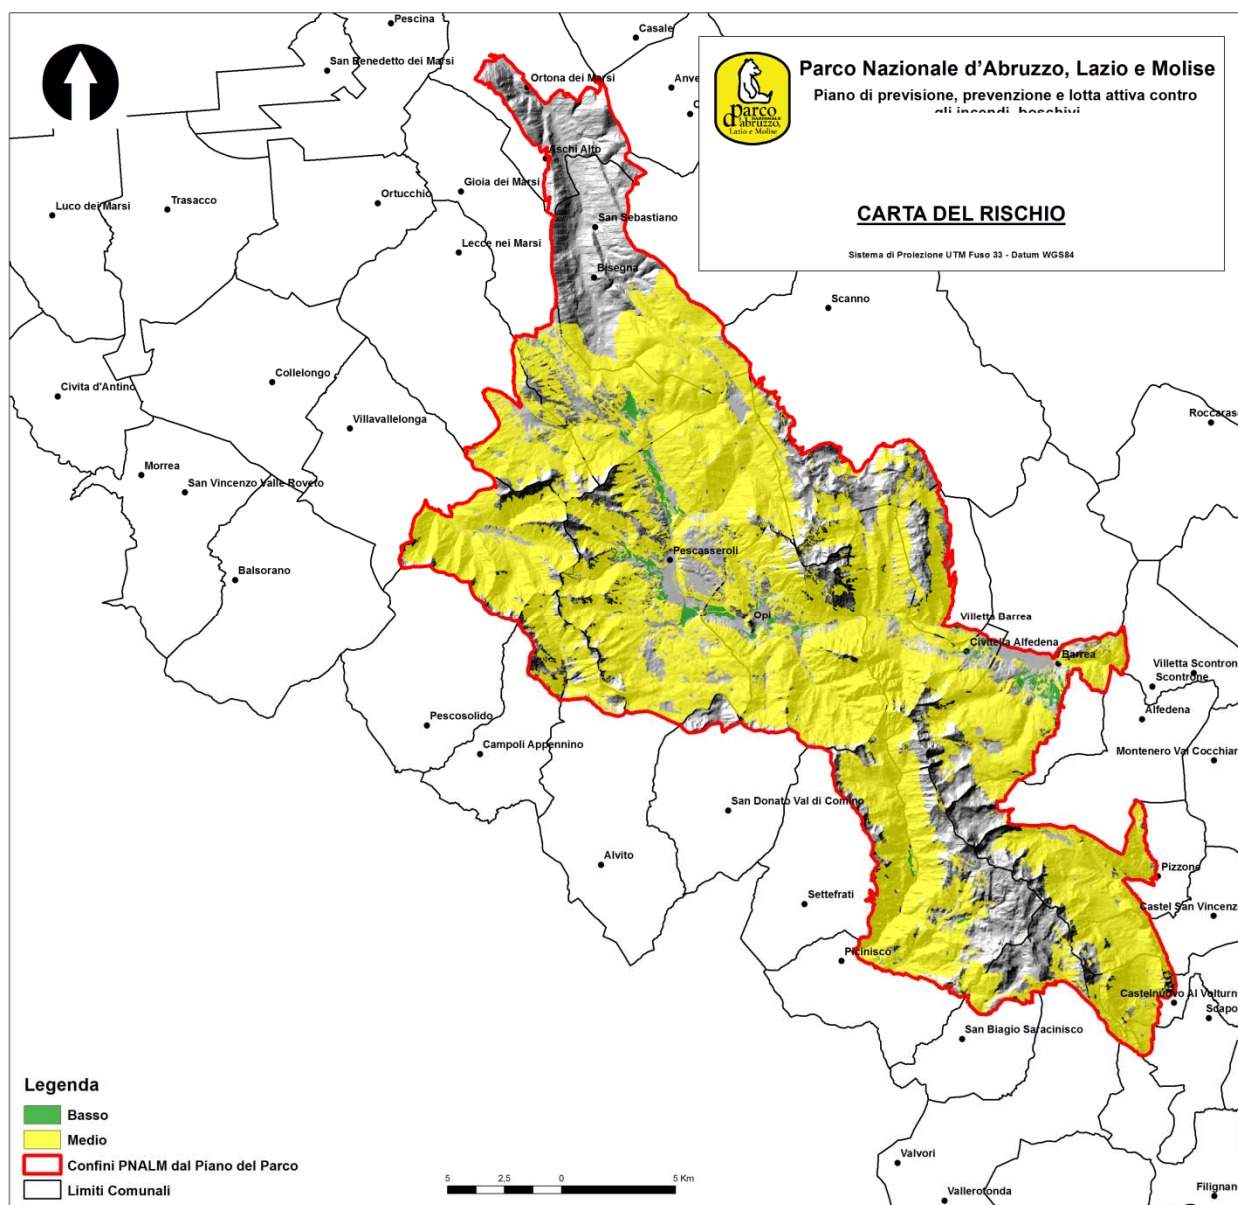 Pescina
Casale
San Benedetto dei Marsi
Ortona dei Marsi
Parco Nazionale d'Abruzzo, Lazio e Molise
Piano di previsione, prevenzione e lotta attiva contro
gli incendi boschivi
Parco
NAZIONALE
d'abruzzo,
Lazio e Molise
CARTA DEL RISCHIO
Sistema di Proiezione UTM Fuso 33 - Datum WGS84
Aschi Alto
Gioia dei Marsi
Ortucchio
Trasacco
Luco dei Marsi
San Sebastiano
Lecce nei Marsi
Bisegna
Scanno
Collelongo
Civita d'Antino
Villavallelonga
Morrea
San Vincenzo Valle Roveto
Pescasseroli
Balsorano
Opi
Villetta Barrea
Civitella Alfedena
Barrea
Villetta Scontron
Scontrone
Alfedena
Pescosolido
Campoli Appennino
Montenero Val Cocchiar
San Donato Val di Comino
Alvito
Pizzone
Settefrati
Castel San Vincenz
Picinisco
Castelnuovo Al Volturn
Scapo
San Biagio Saracinisco
Legenda
Basso
Medio
Confini PNALM dal Piano del Parco
Limiti Comunali
5 2,5 0 5 Km
Valvori
Vallerotonda
Filignan